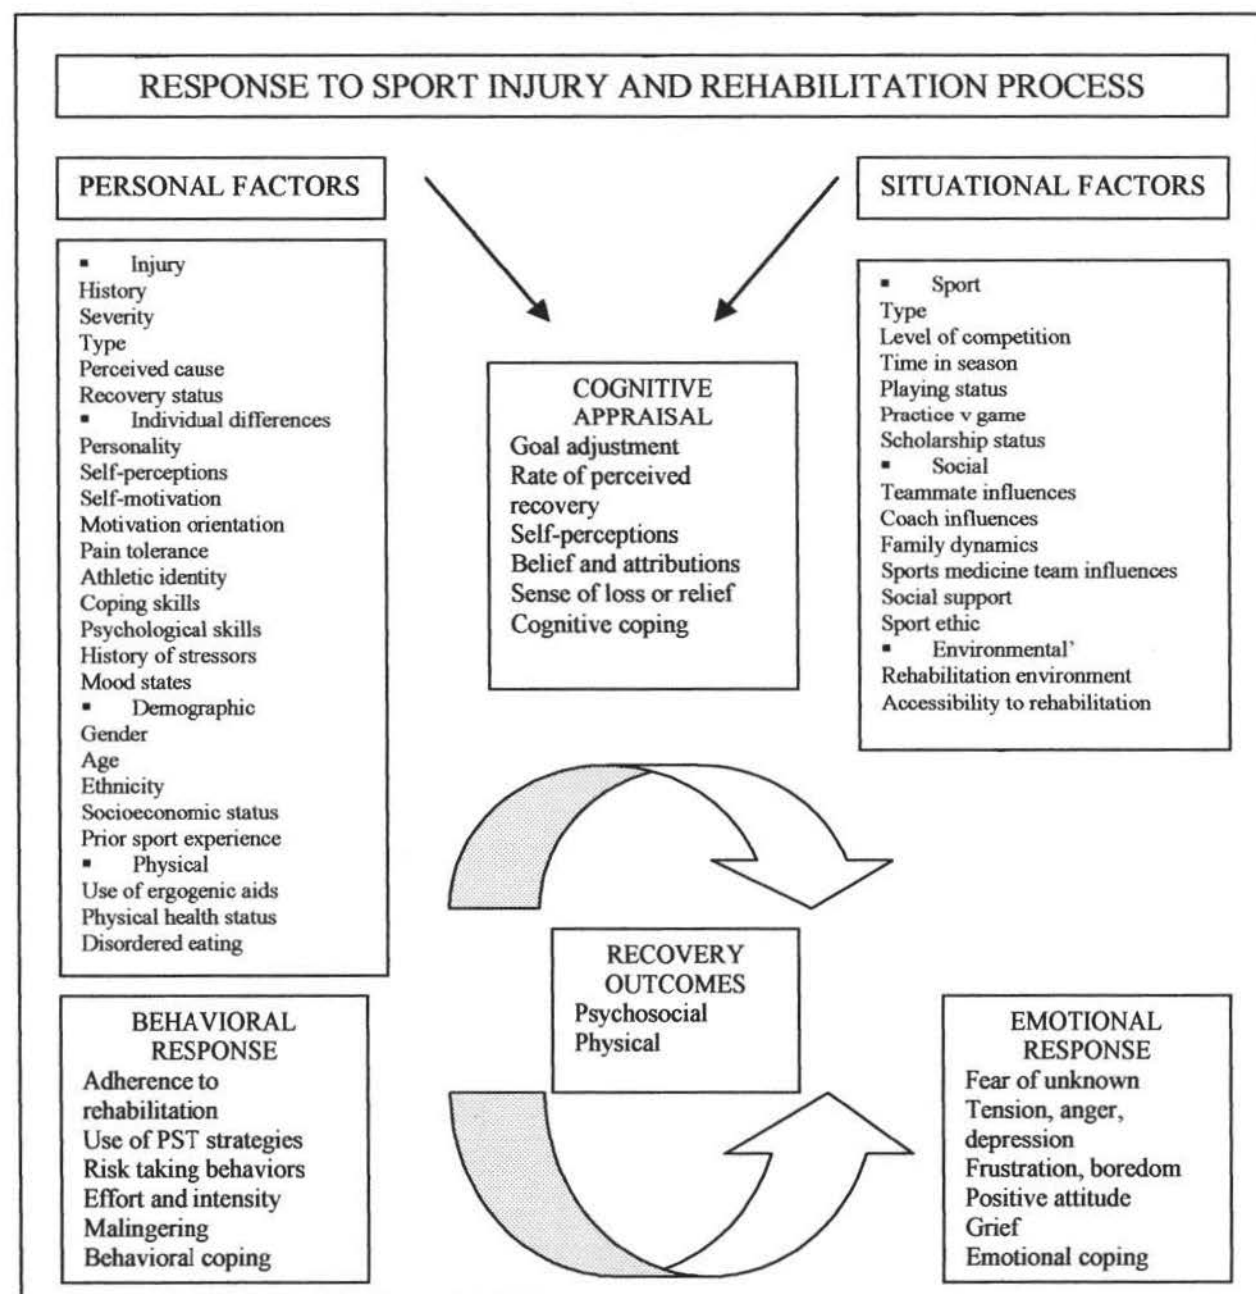 RESPONSE TO SPORT INJURY AND REHABILITATION PROCESS
PERSONAL FACTORS
▪ Injury
History
Severity
Type
Perceived cause
Recovery status
▪ Individual differences
Personality
Self-perceptions
Self-motivation
Motivation orientation
Pain tolerance
Athletic identity
Coping skills
Psychological skills
History of stressors
Mood states
▪ Demographic
Gender
Age
Ethnicity
Socioeconomic status
Prior sport experience
▪ Physical
Use of ergogenic aids
Physical health status
Disordered eating
SITUATIONAL FACTORS
▪ Sport
Type
Level of competition
Time in season
Playing status
Practice v game
Scholarship status
▪ Social
Teammate influences
Coach influences
Family dynamics
Sports medicine team influences
Social support
Sport ethic
▪ Environmental’
Rehabilitation environment
Accessibility to rehabilitation
COGNITIVE
APPRAISAL
Goal adjustment
Rate of perceived
recovery
Self-perceptions
Belief and attributions
Sense of loss or relief
Cognitive coping
RECOVERY
OUTCOMES
Psychosocial
Physical
BEHAVIORAL
RESPONSE
Adherence to
rehabilitation
Use of PST strategies
Risk taking behaviors
Effort and intensity
Malingering
Behavioral coping
EMOTIONAL
RESPONSE
Fear of unknown
Tension, anger,
depression
Frustration, boredom
Positive attitude
Grief
Emotional coping